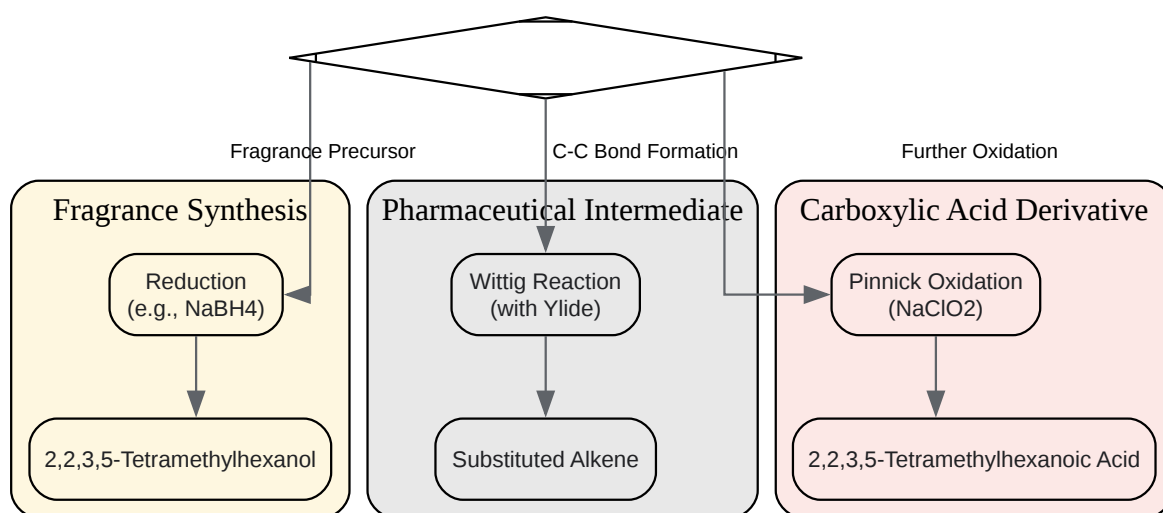 Fragrance Precursor
C-C Bond Formation
Further Oxidation
Fragrance Synthesis
Pharmaceutical Intermediate
Carboxylic Acid Derivative
Reduction
(e.g., NaBH4)
Wittig Reaction
(with Ylide)
Pinnick Oxidation
(NaClO2)
2,2,3,5-Tetramethylhexanol
Substituted Alkene
2,2,3,5-Tetramethylhexanoic Acid